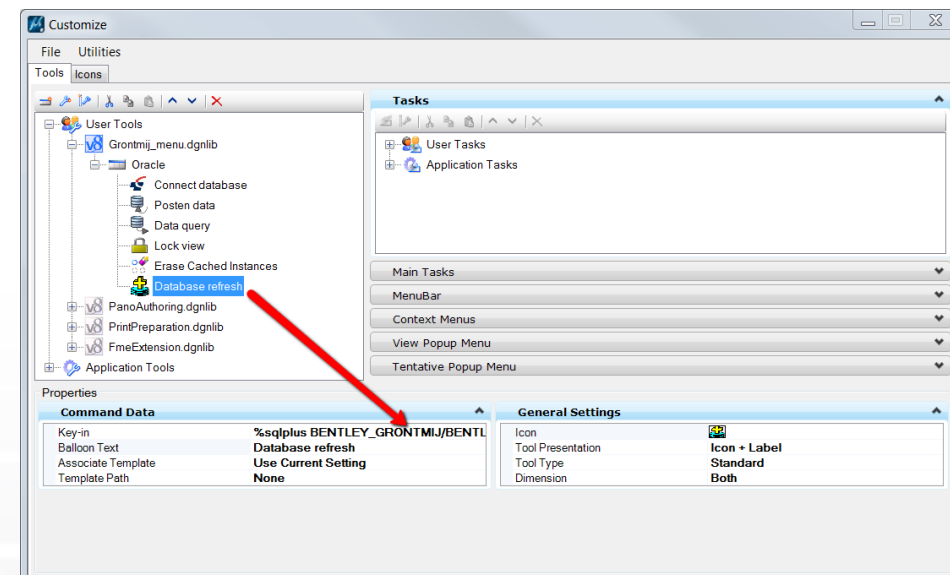 Customize
File Utilities
Tools Icons
User Tools
Grontmij_menu.dgnlib
Oracle
Connect database
Posten data
Data query
Lock view
Erase Cached Instances
Database refresh
PanoAuthoring.dgnlib
PrintPreparation.dgnlib
FmeExtension.dgnlib
Application Tools
Tasks
User Tasks
Application Tasks
Main Tasks
MenuBar
Context Menus
View Popup Menu
Tentative Popup Menu
Properties
Command Data
Key-in %sqlplus BENTLEY_GRONTMIJ/BENTL
Balloon Text Database refresh
Associate Template Use Current Setting
Template Path None
General Settings
Icon
Tool Presentation Icon + Label
Tool Type Standard
Dimension Both